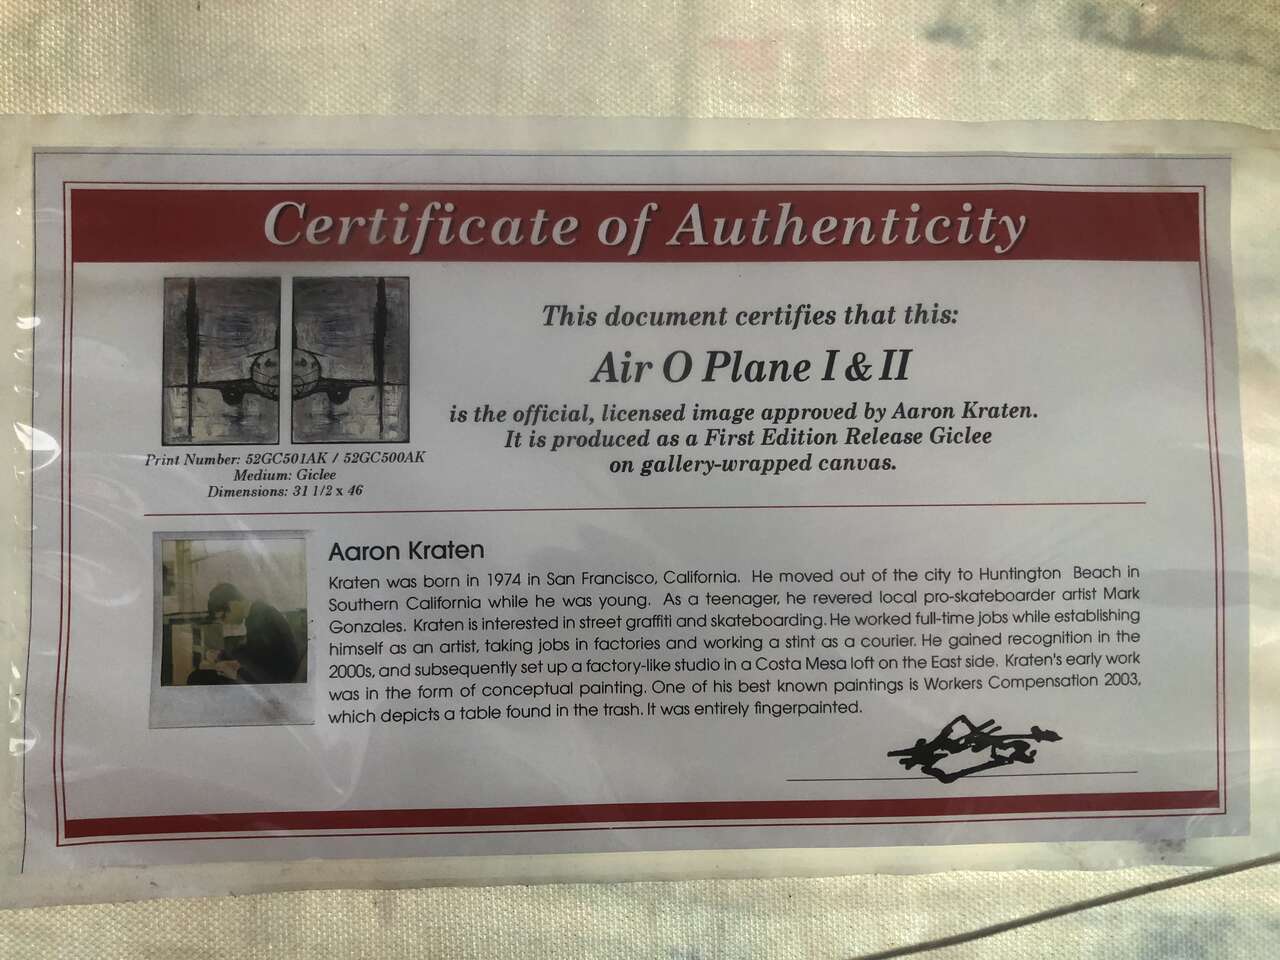 Certificate of Authenticity
This document certifies that this:
Air O Plane I & II
is the official, licensed image approved by Aaron Kraten.
It is produced as a First Edition Release Giclee
on gallery-wrapped canvas.
Print Number: 52GC501AK / 52GC500AK
Medium: Giclee
Dimensions: 31 1/2 x 46
Aaron Kraten
Kraten was born in 1974 in San Francisco, California. He moved out of the city to Huntington Beach in
Southern California while he was young. As a teenager, he revered local pro-skateboarder artist Mark
Gonzales. Kraten is interested in street graffiti and skateboarding. He worked full-time jobs while establishing
himself as an artist, taking jobs in factories and working a stint as a courier. He gained recognition in the
2000s, and subsequently set up a factory-like studio in a Costa Mesa loft on the East side. Kraten's early work
was in the form of conceptual painting. One of his best known paintings is Workers Compensation 2003,
which depicts a table found in the trash. It was entirely fingerpainted.